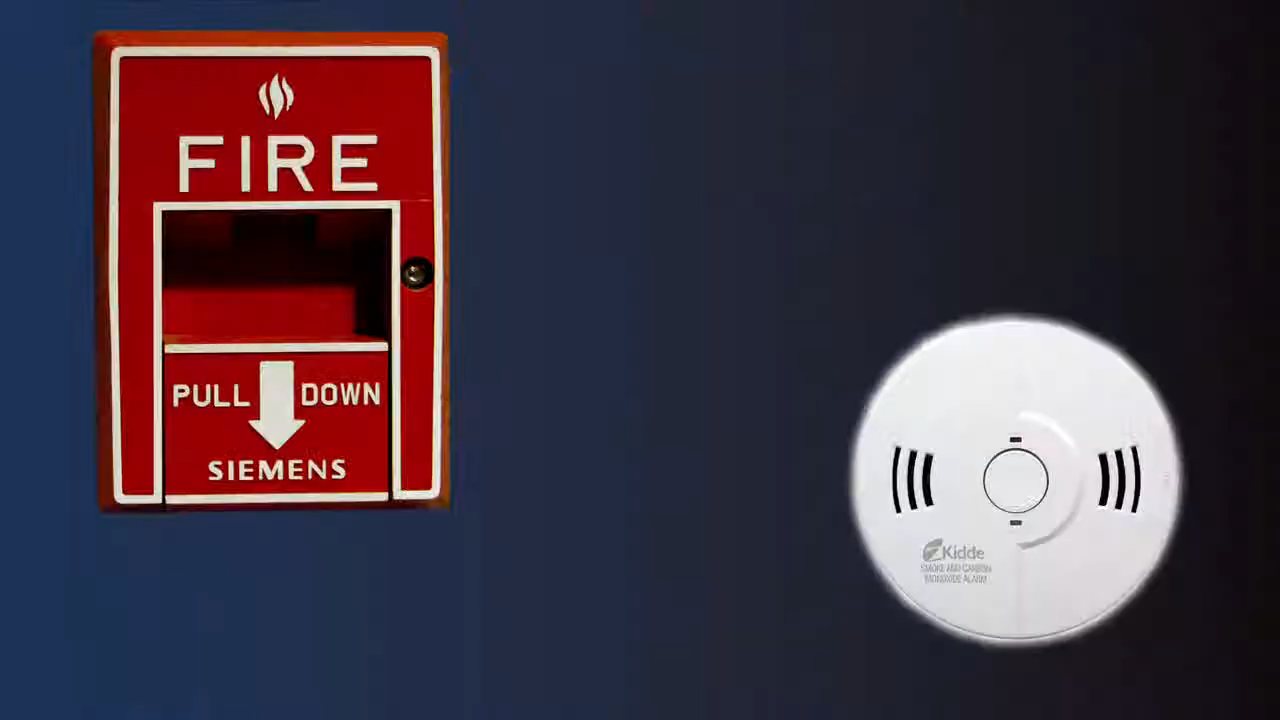 FIRE
PULL DOWN
SIEMENS
Kidde
SMOKE AND CARBON
MONOXIDE ALARM